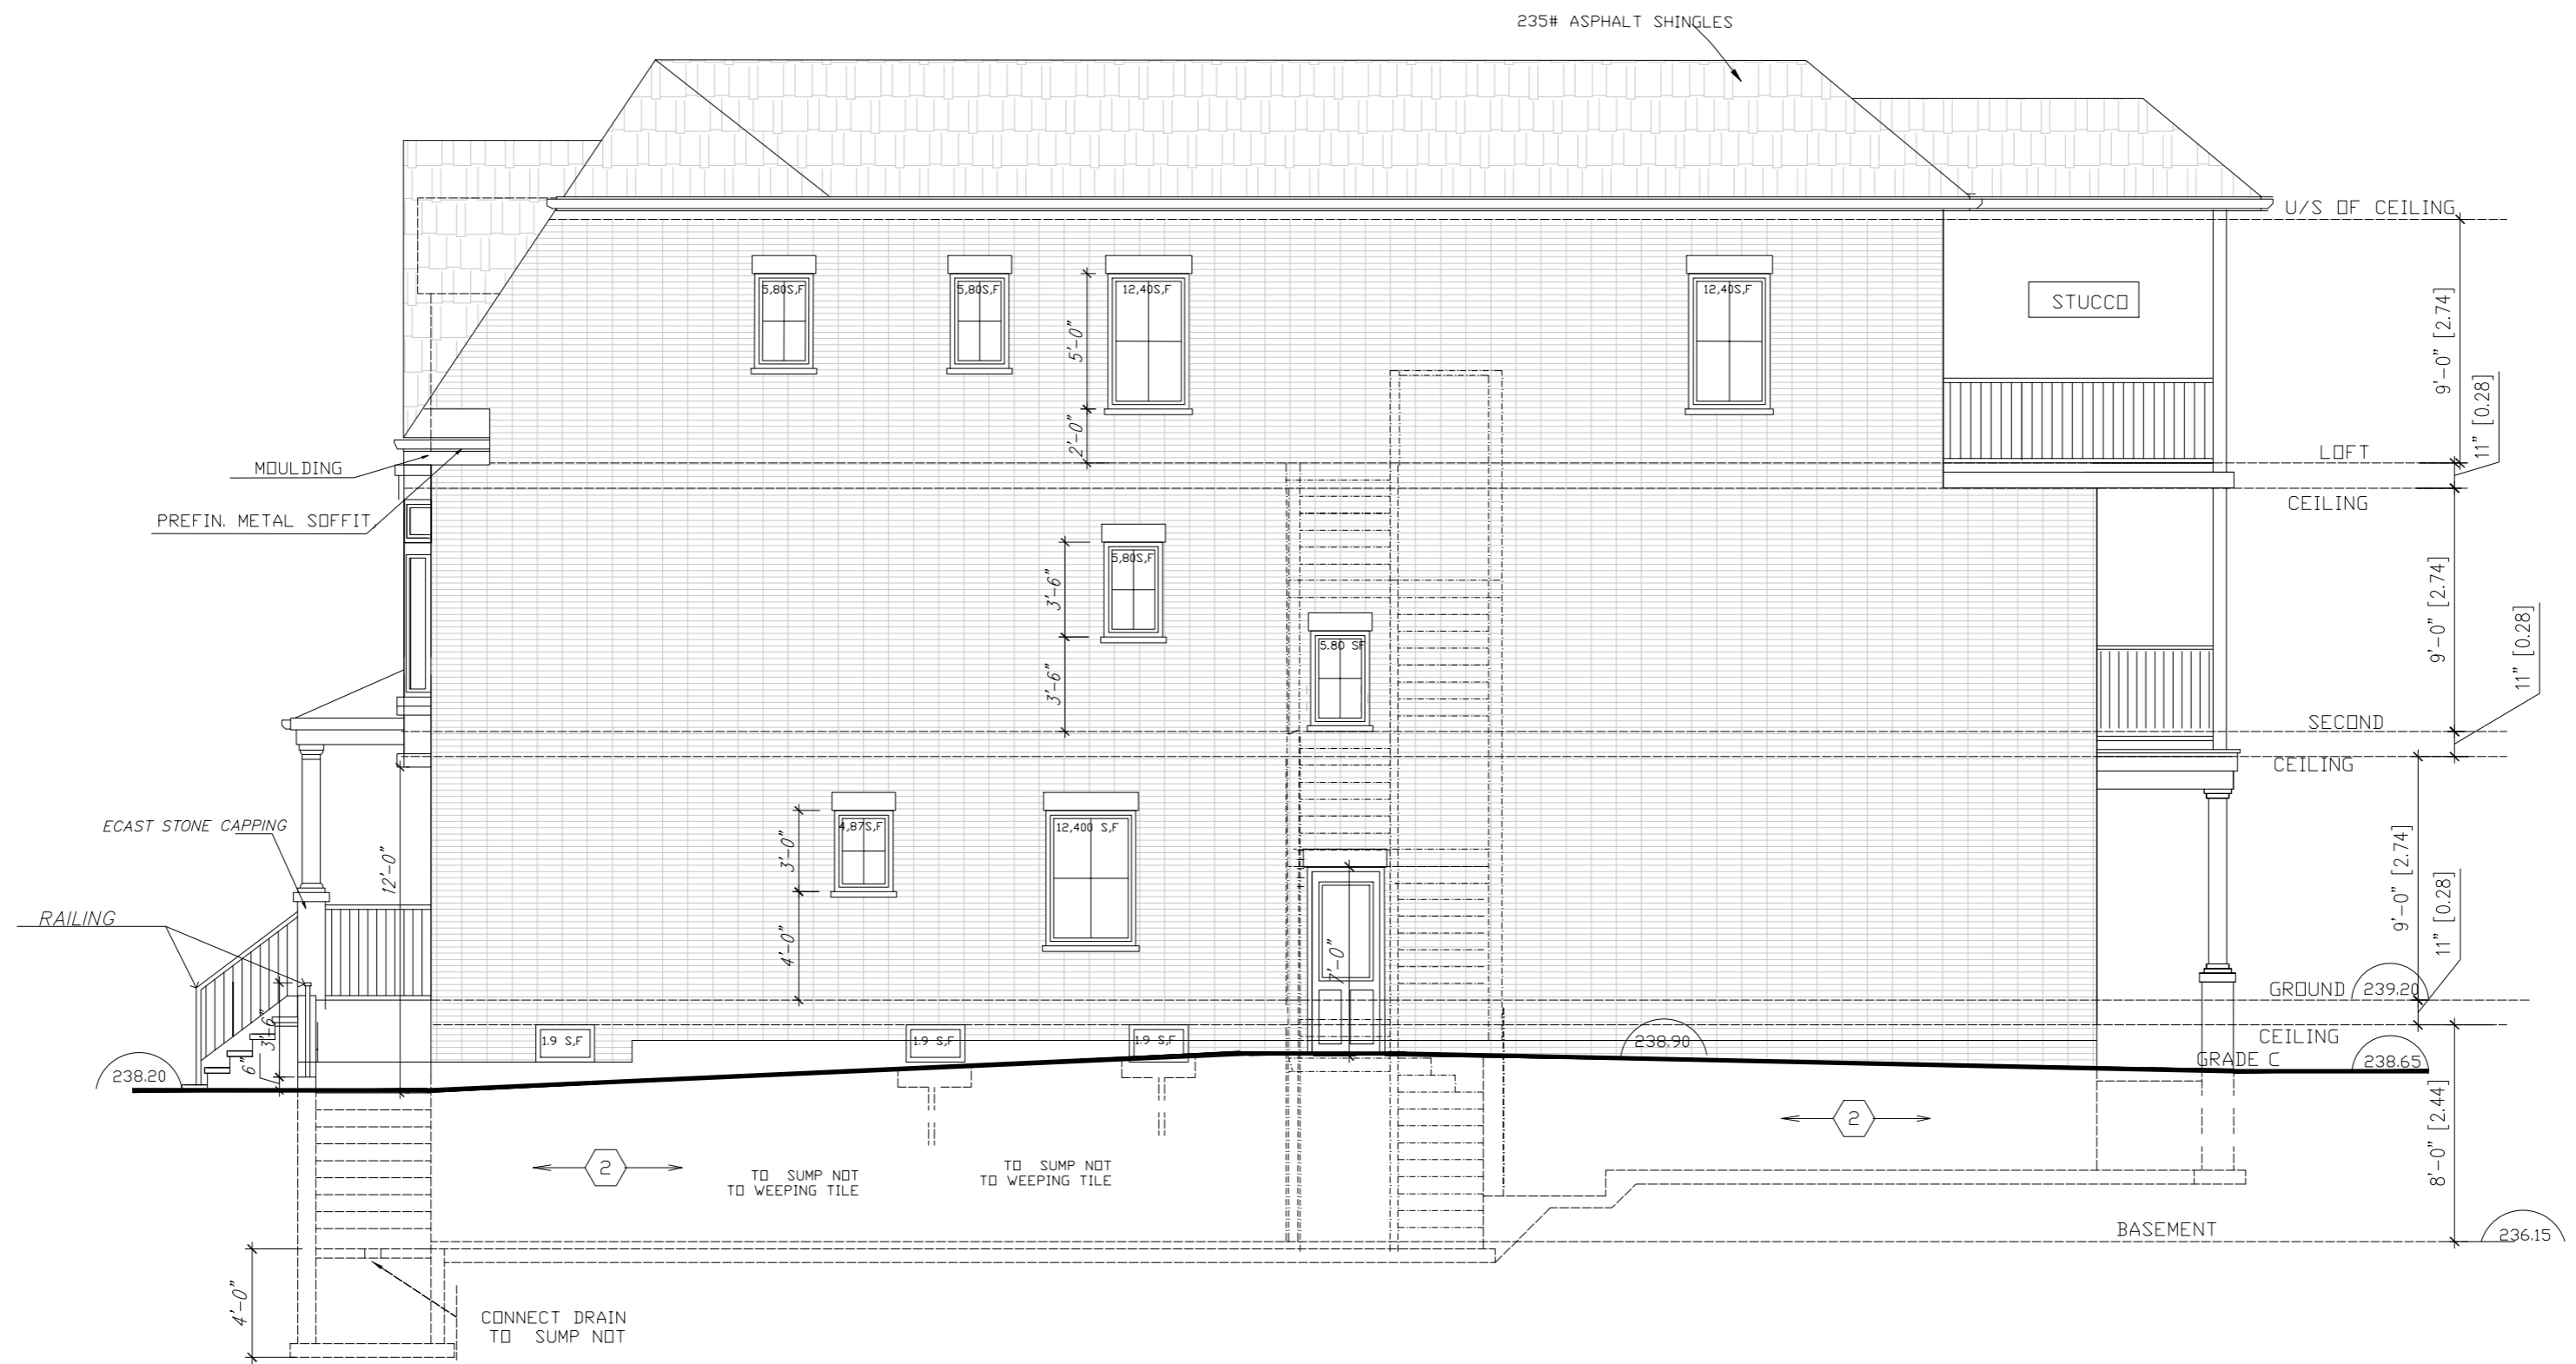 235# ASPHALT SHINGLES
U/S OF CEILING
5,80S,F
5,80S,F
12,40S,F
12,40S,F
STUCCO
5'-0"
9'-0" [2.74]
2'-0"
11" [0.28]
LOFT
MOULDING
CEILING
PREFIN. METAL SOFFIT,
5,80S,F
3'-6"
9'-0" [2.74]
5.80 SF
3'-6"
11" [0.28]
SECOND
CEILING
ECAST STONE CAPPING
4,87S,F
12,400 S,F
3'-0"
12'-0"
9'-0" [2.74]
RAILING
4'-0"
7'-0"
11" [0.28]
GROUND
239.20
3'-6"
1.9 S,F
1.9 S,F
1.9 S,F
238.90
CEILING
GRADE C
238.65
6"
238.20
8'-0" [2.44]
2
2
TO SUMP NOT
TO WEEPING TILE
TO SUMP NOT
TO WEEPING TILE
BASEMENT
236.15
4'-0"
CONNECT DRAIN
TO SUMP NOT